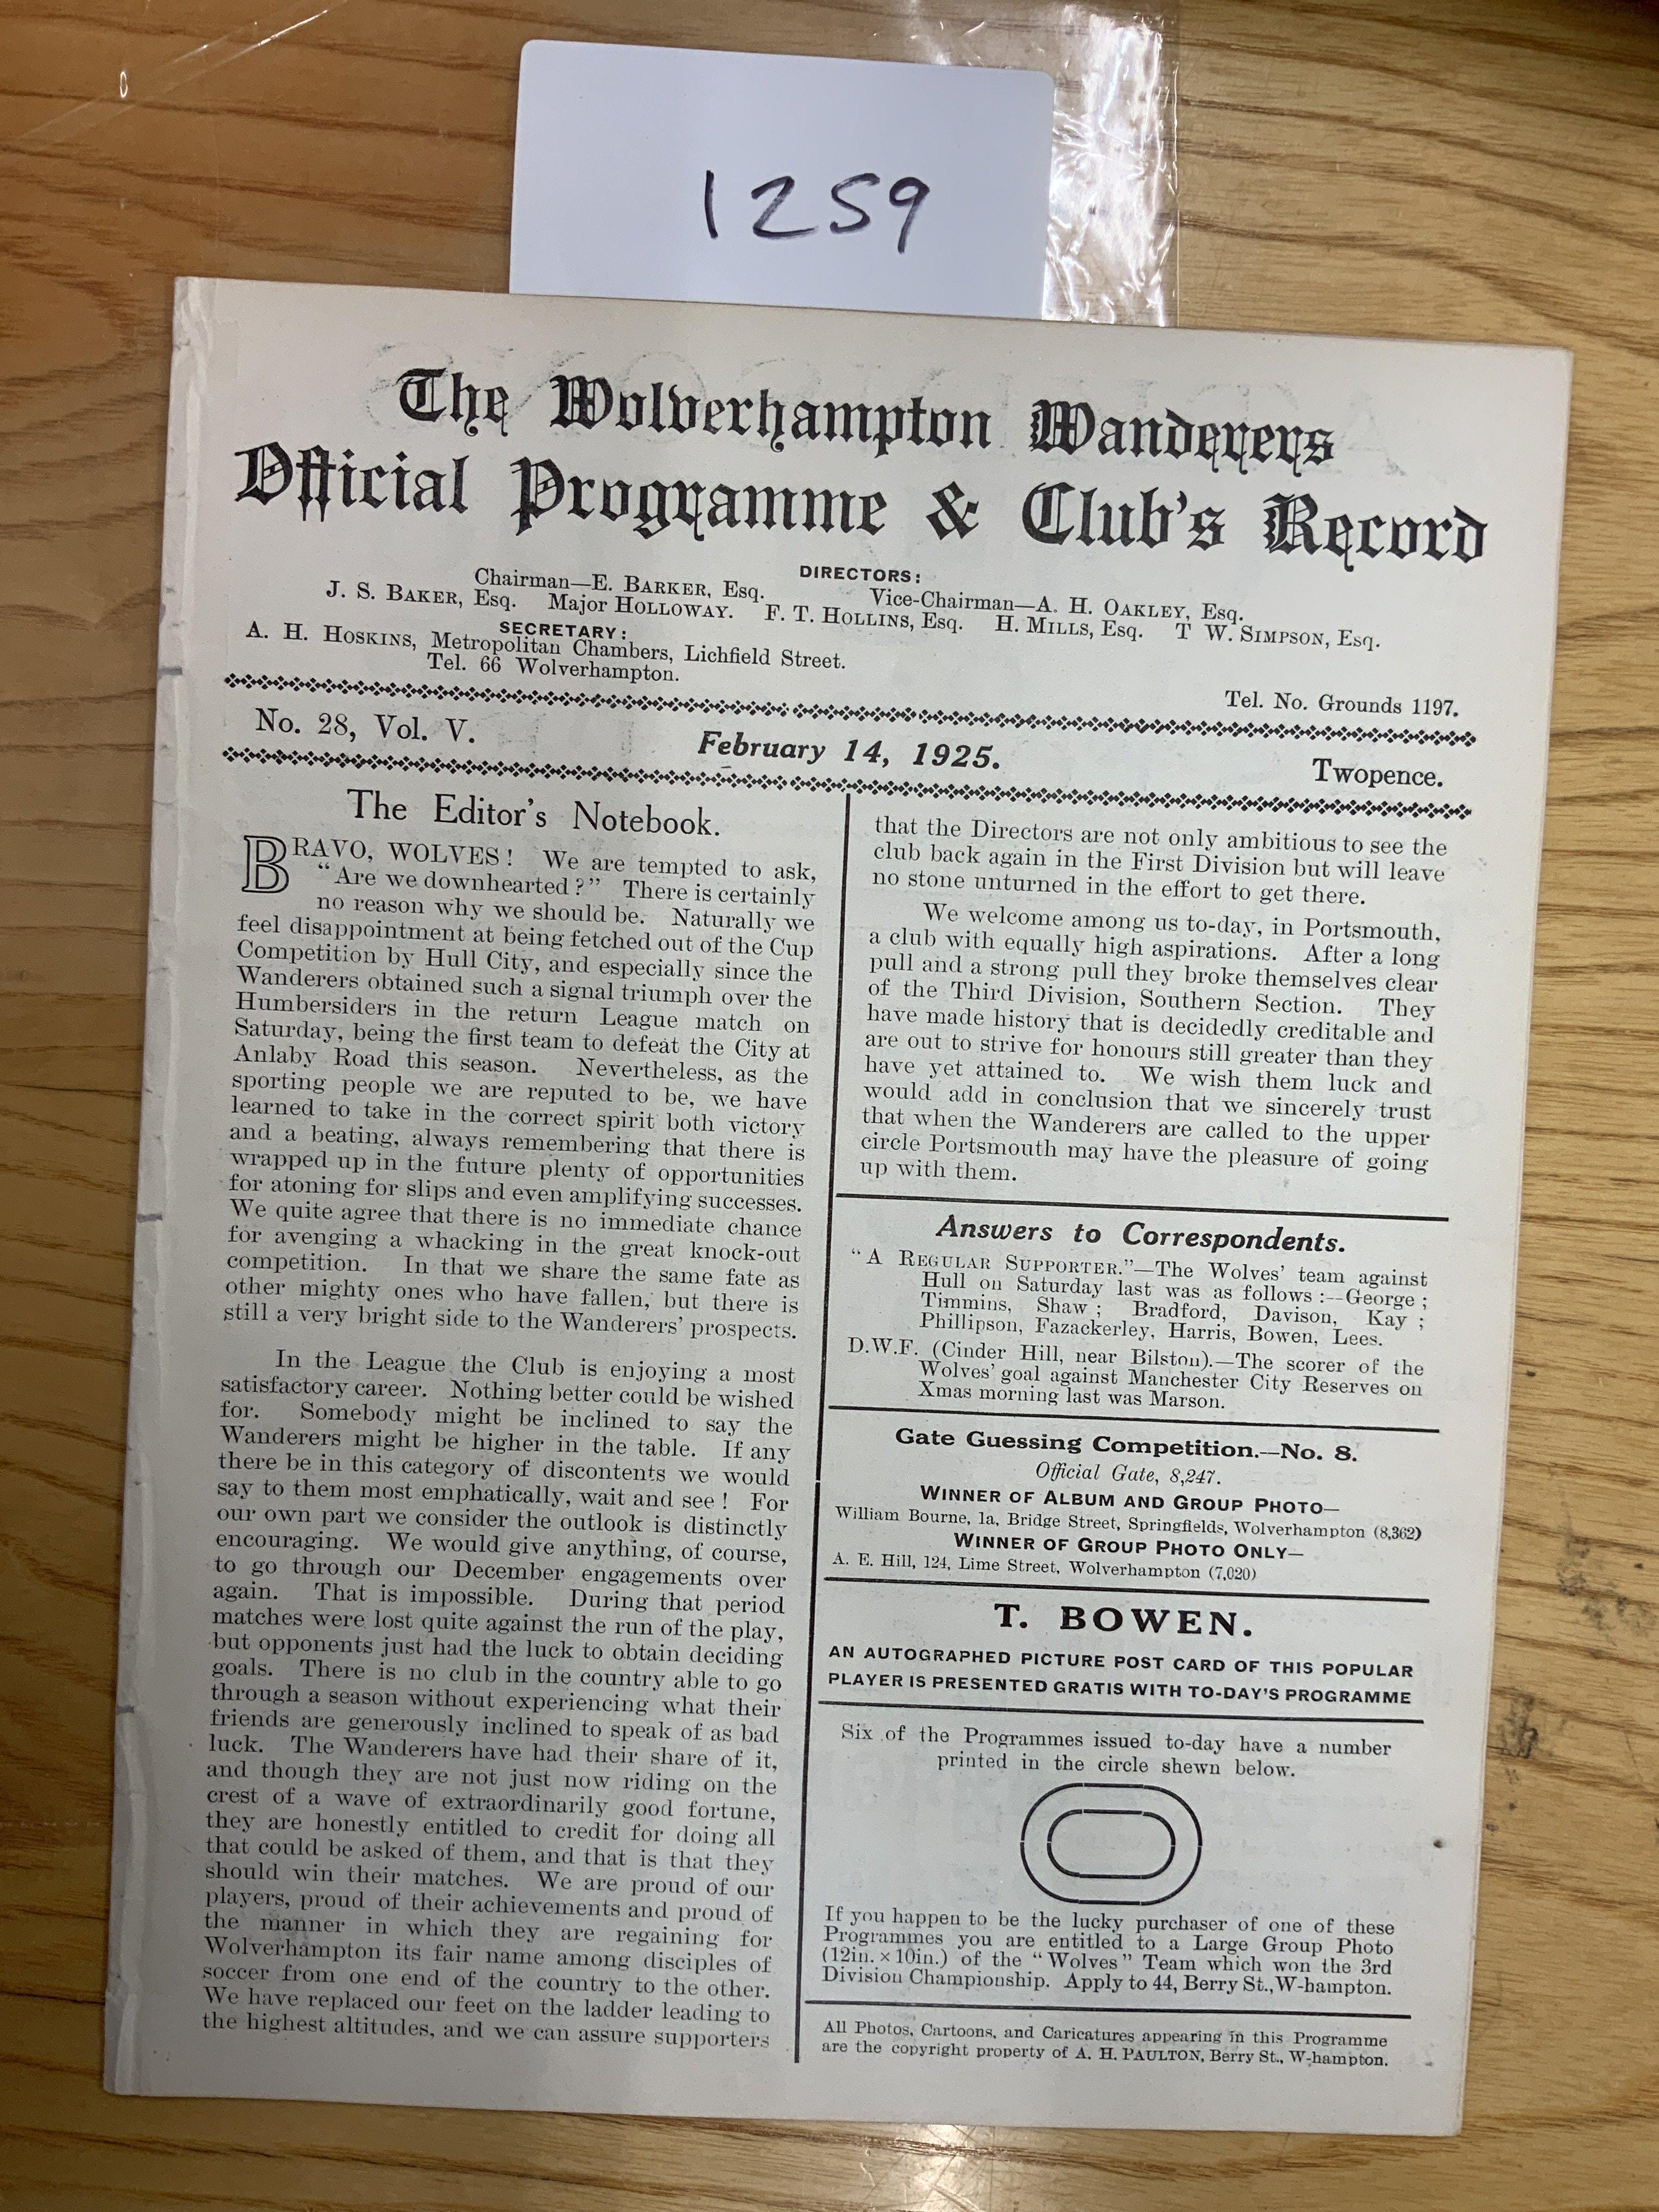 1259
The Wolverhampton Wanderers
Official Programme & Club's Record
DIRECTORS:
Chairman—E. BARKER, Esq. Vice-Chairman—A. H. OAKLEY, Esq.
J. S. BAKER, Esq. Major HOLLOWAY. F. T. HOLLINS, Esq. H. MILLS, Esq. T W. SIMPSON, Esq.
SECRETARY:
A. H. HOSKINS, Metropolitan Chambers, Lichfield Street.
Tel. 66 Wolverhampton.
Tel. No. Grounds 1197.
No. 28, Vol. V.
February 14, 1925.
Twopence.
The Editor's Notebook.
BRAVO, WOLVES! We are tempted to ask,
"Are we downhearted?" There is certainly
no reason why we should be. Naturally we
feel disappointment at being fetched out of the Cup
Competition by Hull City, and especially since the
Wanderers obtained such a signal triumph over the
Humbersiders in the return League match on
Saturday, being the first team to defeat the City at
Anlaby Road this season. Nevertheless, as the
sporting people we are reputed to be, we have
learned to take in the correct spirit both victory
and a beating, always remembering that there is
wrapped up in the future plenty of opportunities
for atoning for slips and even amplifying successes.
We quite agree that there is no immediate chance
for avenging a whacking in the great knock-out
competition. In that we share the same fate as
other mighty ones who have fallen, but there is
still a very bright side to the Wanderers' prospects.
In the League the Club is enjoying a most
satisfactory career. Nothing better could be wished
for. Somebody might be inclined to say the
Wanderers might be higher in the table. If any
there be in this category of discontents we would
say to them most emphatically, wait and see! For
our own part we consider the outlook is distinctly
encouraging. We would give anything, of course,
to go through our December engagements over
again. That is impossible. During that period
matches were lost quite against the run of the play,
but opponents just had the luck to obtain deciding
goals. There is no club in the country able to go
through a season without experiencing what their
friends are generously inclined to speak of as bad
luck. The Wanderers have had their share of it,
and though they are not just now riding on the
crest of a wave of extraordinarily good fortune,
they are honestly entitled to credit for doing all
that could be asked of them, and that is that they
should win their matches. We are proud of our
players, proud of their achievements and proud of
the manner in which they are regaining for
Wolverhampton its fair name among disciples of
soccer from one end of the country to the other.
We have replaced our feet on the ladder leading to
the highest altitudes, and we can assure supporters
that the Directors are not only ambitious to see the
club back again in the First Division but will leave
no stone unturned in the effort to get there.
We welcome among us to-day, in Portsmouth,
a club with equally high aspirations. After a long
pull and a strong pull they broke themselves clear
of the Third Division, Southern Section. They
have made history that is decidedly creditable and
are out to strive for honours still greater than they
have yet attained to. We wish them luck and
would add in conclusion that we sincerely trust
that when the Wanderers are called to the upper
circle Portsmouth may have the pleasure of going
up with them.
Answers to Correspondents.
"A REGULAR SUPPORTER."—The Wolves' team against
Hull on Saturday last was as follows:—George;
Timmins, Shaw; Bradford, Davison, Kay;
Phillipson, Fazackerley, Harris, Bowen, Lees.
D.W.F. (Cinder Hill, near Bilston).—The scorer of the
Wolves' goal against Manchester City Reserves on
Xmas morning last was Marson.
Gate Guessing Competition.—No. 8.
Official Gate, 8,247.
WINNER OF ALBUM AND GROUP PHOTO—
William Bourne, 1a, Bridge Street, Springfields, Wolverhampton (8,362)
WINNER OF GROUP PHOTO ONLY—
A. E. Hill, 124, Lime Street, Wolverhampton (7,020)
T. BOWEN.
AN AUTOGRAPHED PICTURE POST CARD OF THIS POPULAR
PLAYER IS PRESENTED GRATIS WITH TO-DAY'S PROGRAMME
Six of the Programmes issued to-day have a number
printed in the circle shewn below.
If you happen to be the lucky purchaser of one of these
Programmes you are entitled to a Large Group Photo
(12in. × 10in.) of the "Wolves" Team which won the 3rd
Division Championship. Apply to 44, Berry St., W-hampton.
All Photos, Cartoons, and Caricatures appearing in this Programme
are the copyright property of A. H. PAULTON, Berry St., W-hampton.